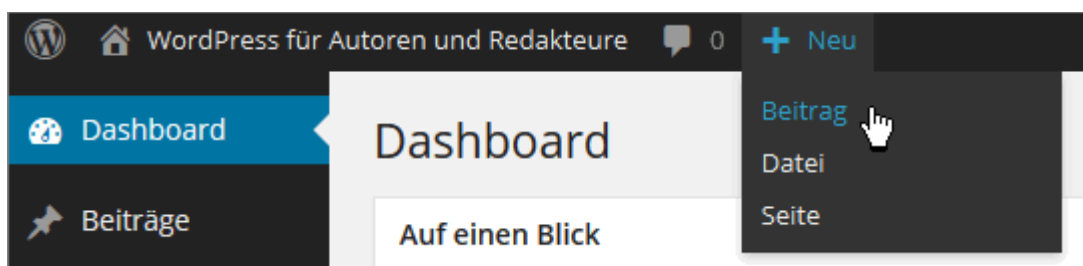 WordPress für Autoren und Redakteure 0 + Neu
Dashboard
Beiträge
Dashboard
Auf einen Blick
Beitrag
Datei
Seite